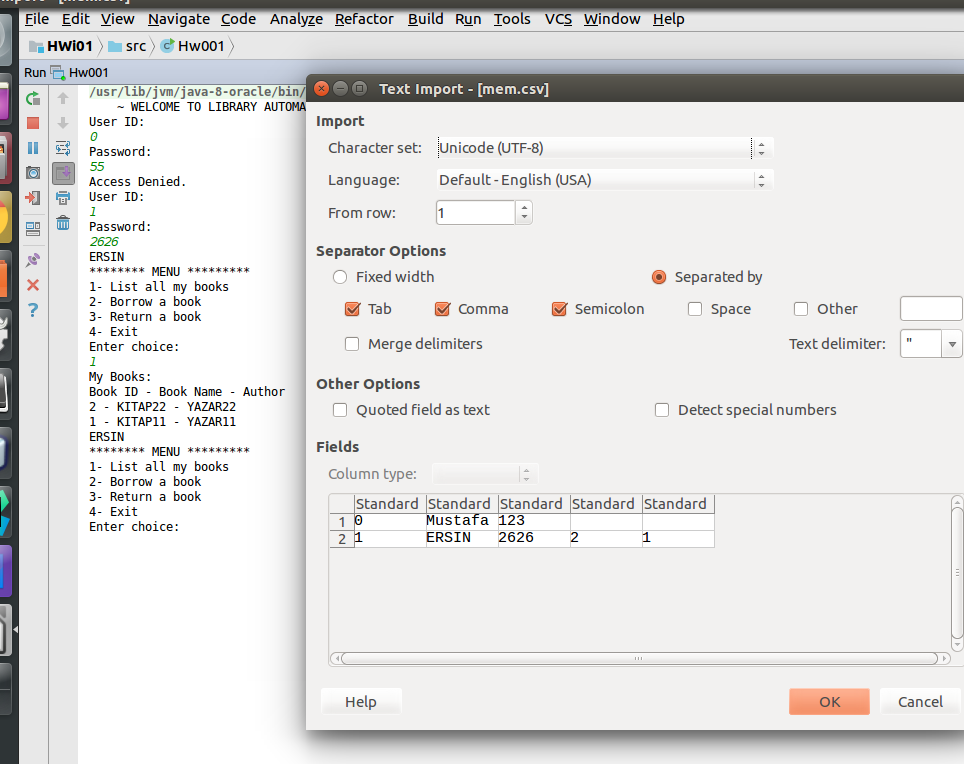 Import - [mem.csv]
File Edit View Navigate Code Analyze Refactor Build Run Tools VCS Window Help
HWi01 src Hw001
Run Hw001
/usr/lib/jvm/java-8-oracle/bin/
~ WELCOME TO LIBRARY AUTOMA
User ID:
0
Password:
55
Access Denied.
User ID:
1
Password:
2626
ERSIN
******** MENU *********
1- List all my books
2- Borrow a book
3- Return a book
4- Exit
Enter choice:
1
My Books:
Book ID - Book Name - Author
2 - KITAP22 - YAZAR22
1 - KITAP11 - YAZAR11
ERSIN
******** MENU *********
1- List all my books
2- Borrow a book
3- Return a book
4- Exit
Enter choice:
Text Import - [mem.csv]
Import
Character set: Unicode (UTF-8)
Language: Default - English (USA)
From row: 1
Separator Options
Fixed width Separated by
Tab Comma Semicolon Space Other
Merge delimiters Text delimiter: "
Other Options
Quoted field as text Detect special numbers
Fields
Column type:
Standard Standard Standard Standard Standard
1 0 Mustafa 123
2 1 ERSIN 2626 2 1
Help OK Cancel